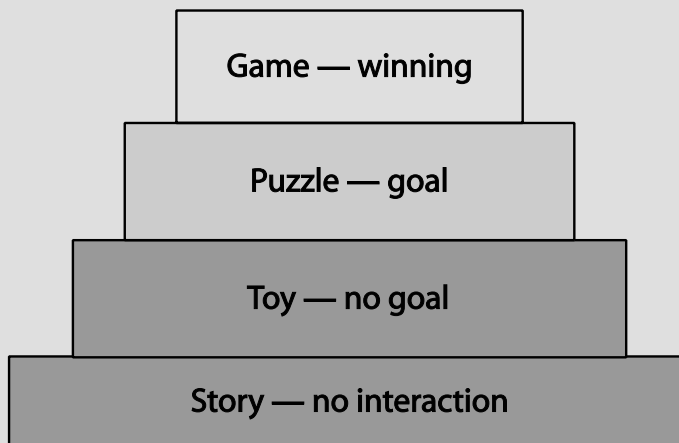 Game — winning
Puzzle — goal
Toy — no goal
Story — no interaction